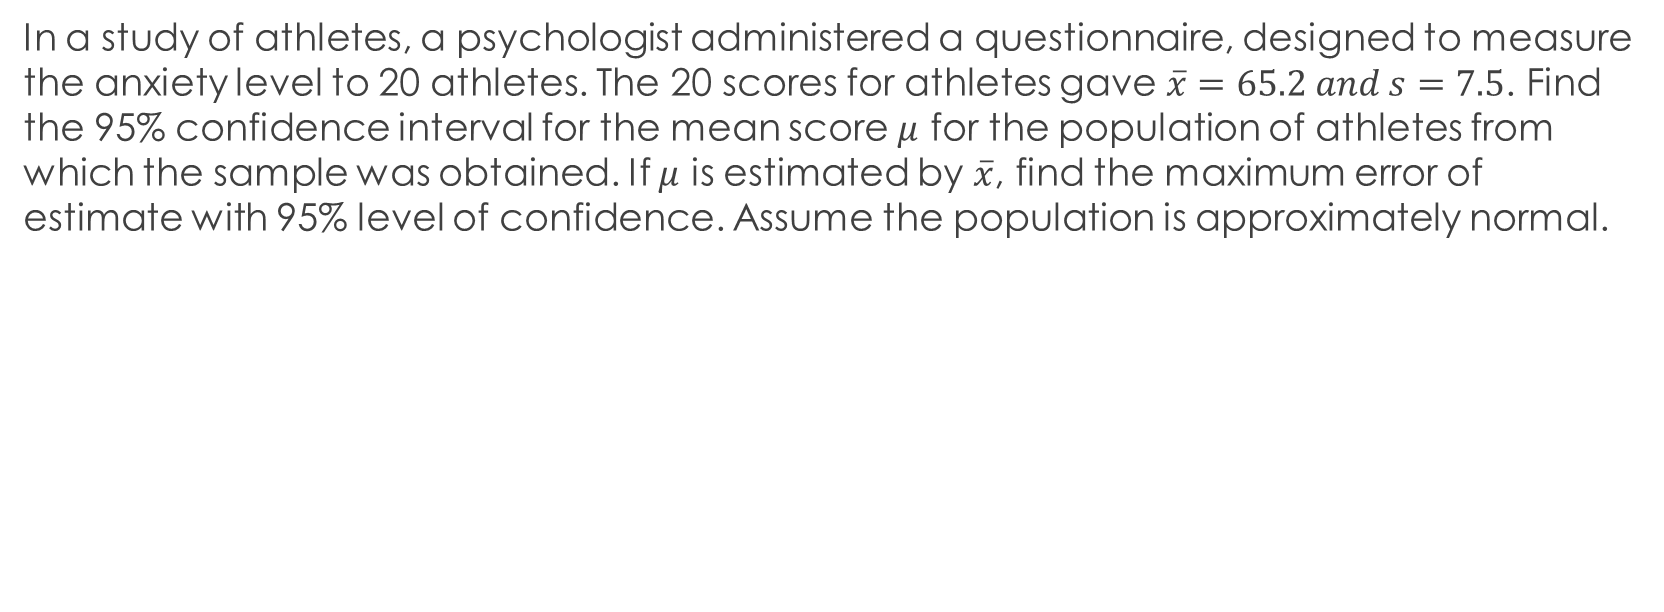 In a study of athletes, a psychologist administered a questionnaire, designed to measure
the anxiety level to 20 athletes. The 20 scores for athletes gave x̄ = 65.2 and s = 7.5. Find
the 95% confidence interval for the mean score μ for the population of athletes from
which the sample was obtained. If μ is estimated by x̄, find the maximum error of
estimate with 95% level of confidence. Assume the population is approximately normal.